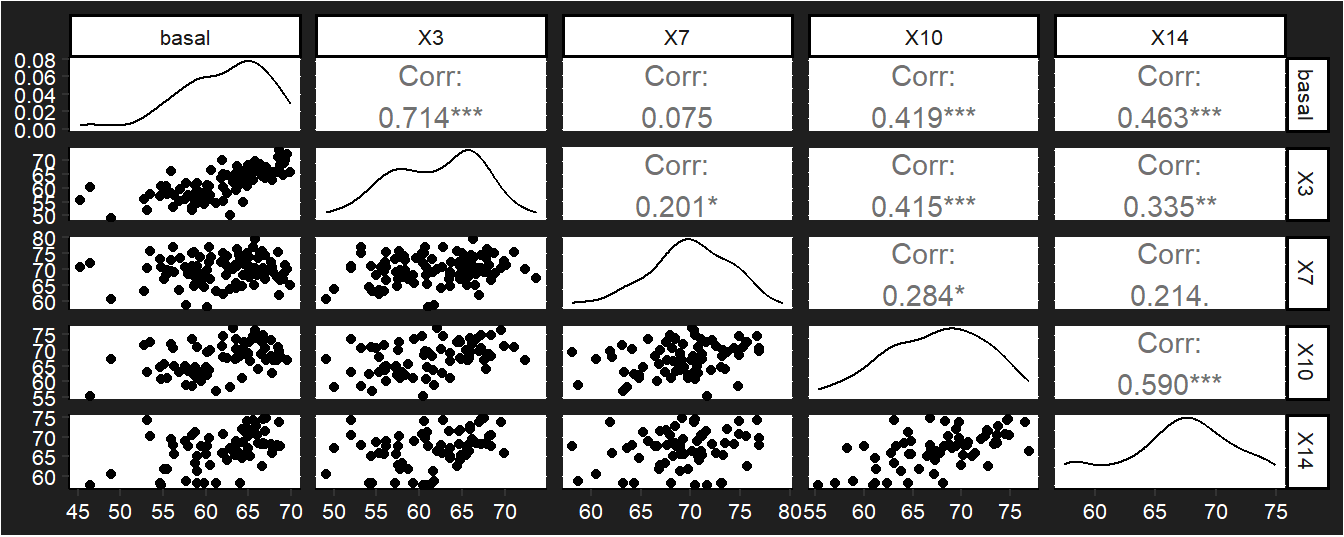 basal X3 X7 X10 X14
0.08
0.06
0.04
0.02
0.00
Corr:
0.714***
Corr:
0.075
Corr:
0.419***
Corr:
0.463***
basal
70
65
60
55
50
Corr:
0.201*
Corr:
0.415***
Corr:
0.335**
X3
80
75
70
65
60
Corr:
0.284*
Corr:
0.214.
X7
75
70
65
60
55
Corr:
0.590***
X10
75
70
65
60
X14
45 50 55 60 65 70
50 55 60 65 70
60 65 70 75 80
55 60 65 70 75
60 65 70 75